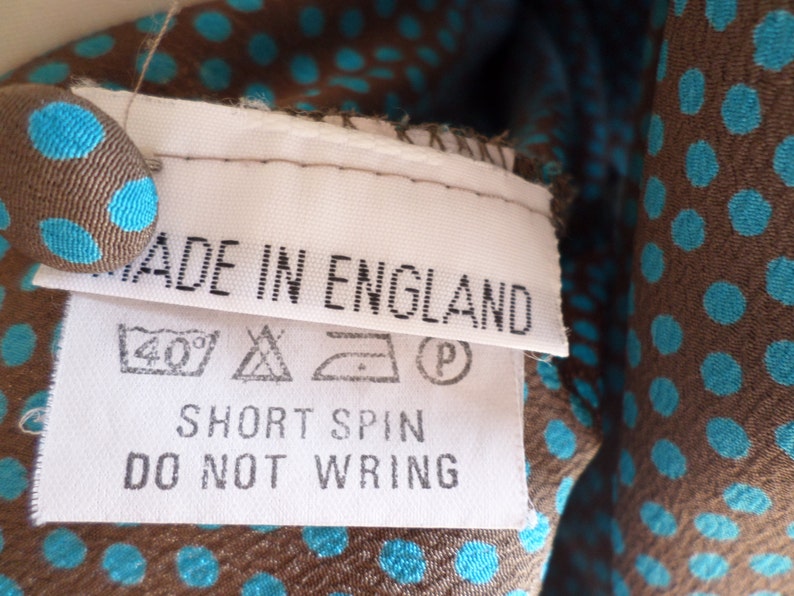 MADE IN ENGLAND
40° P
SHORT SPIN
DO NOT WRING